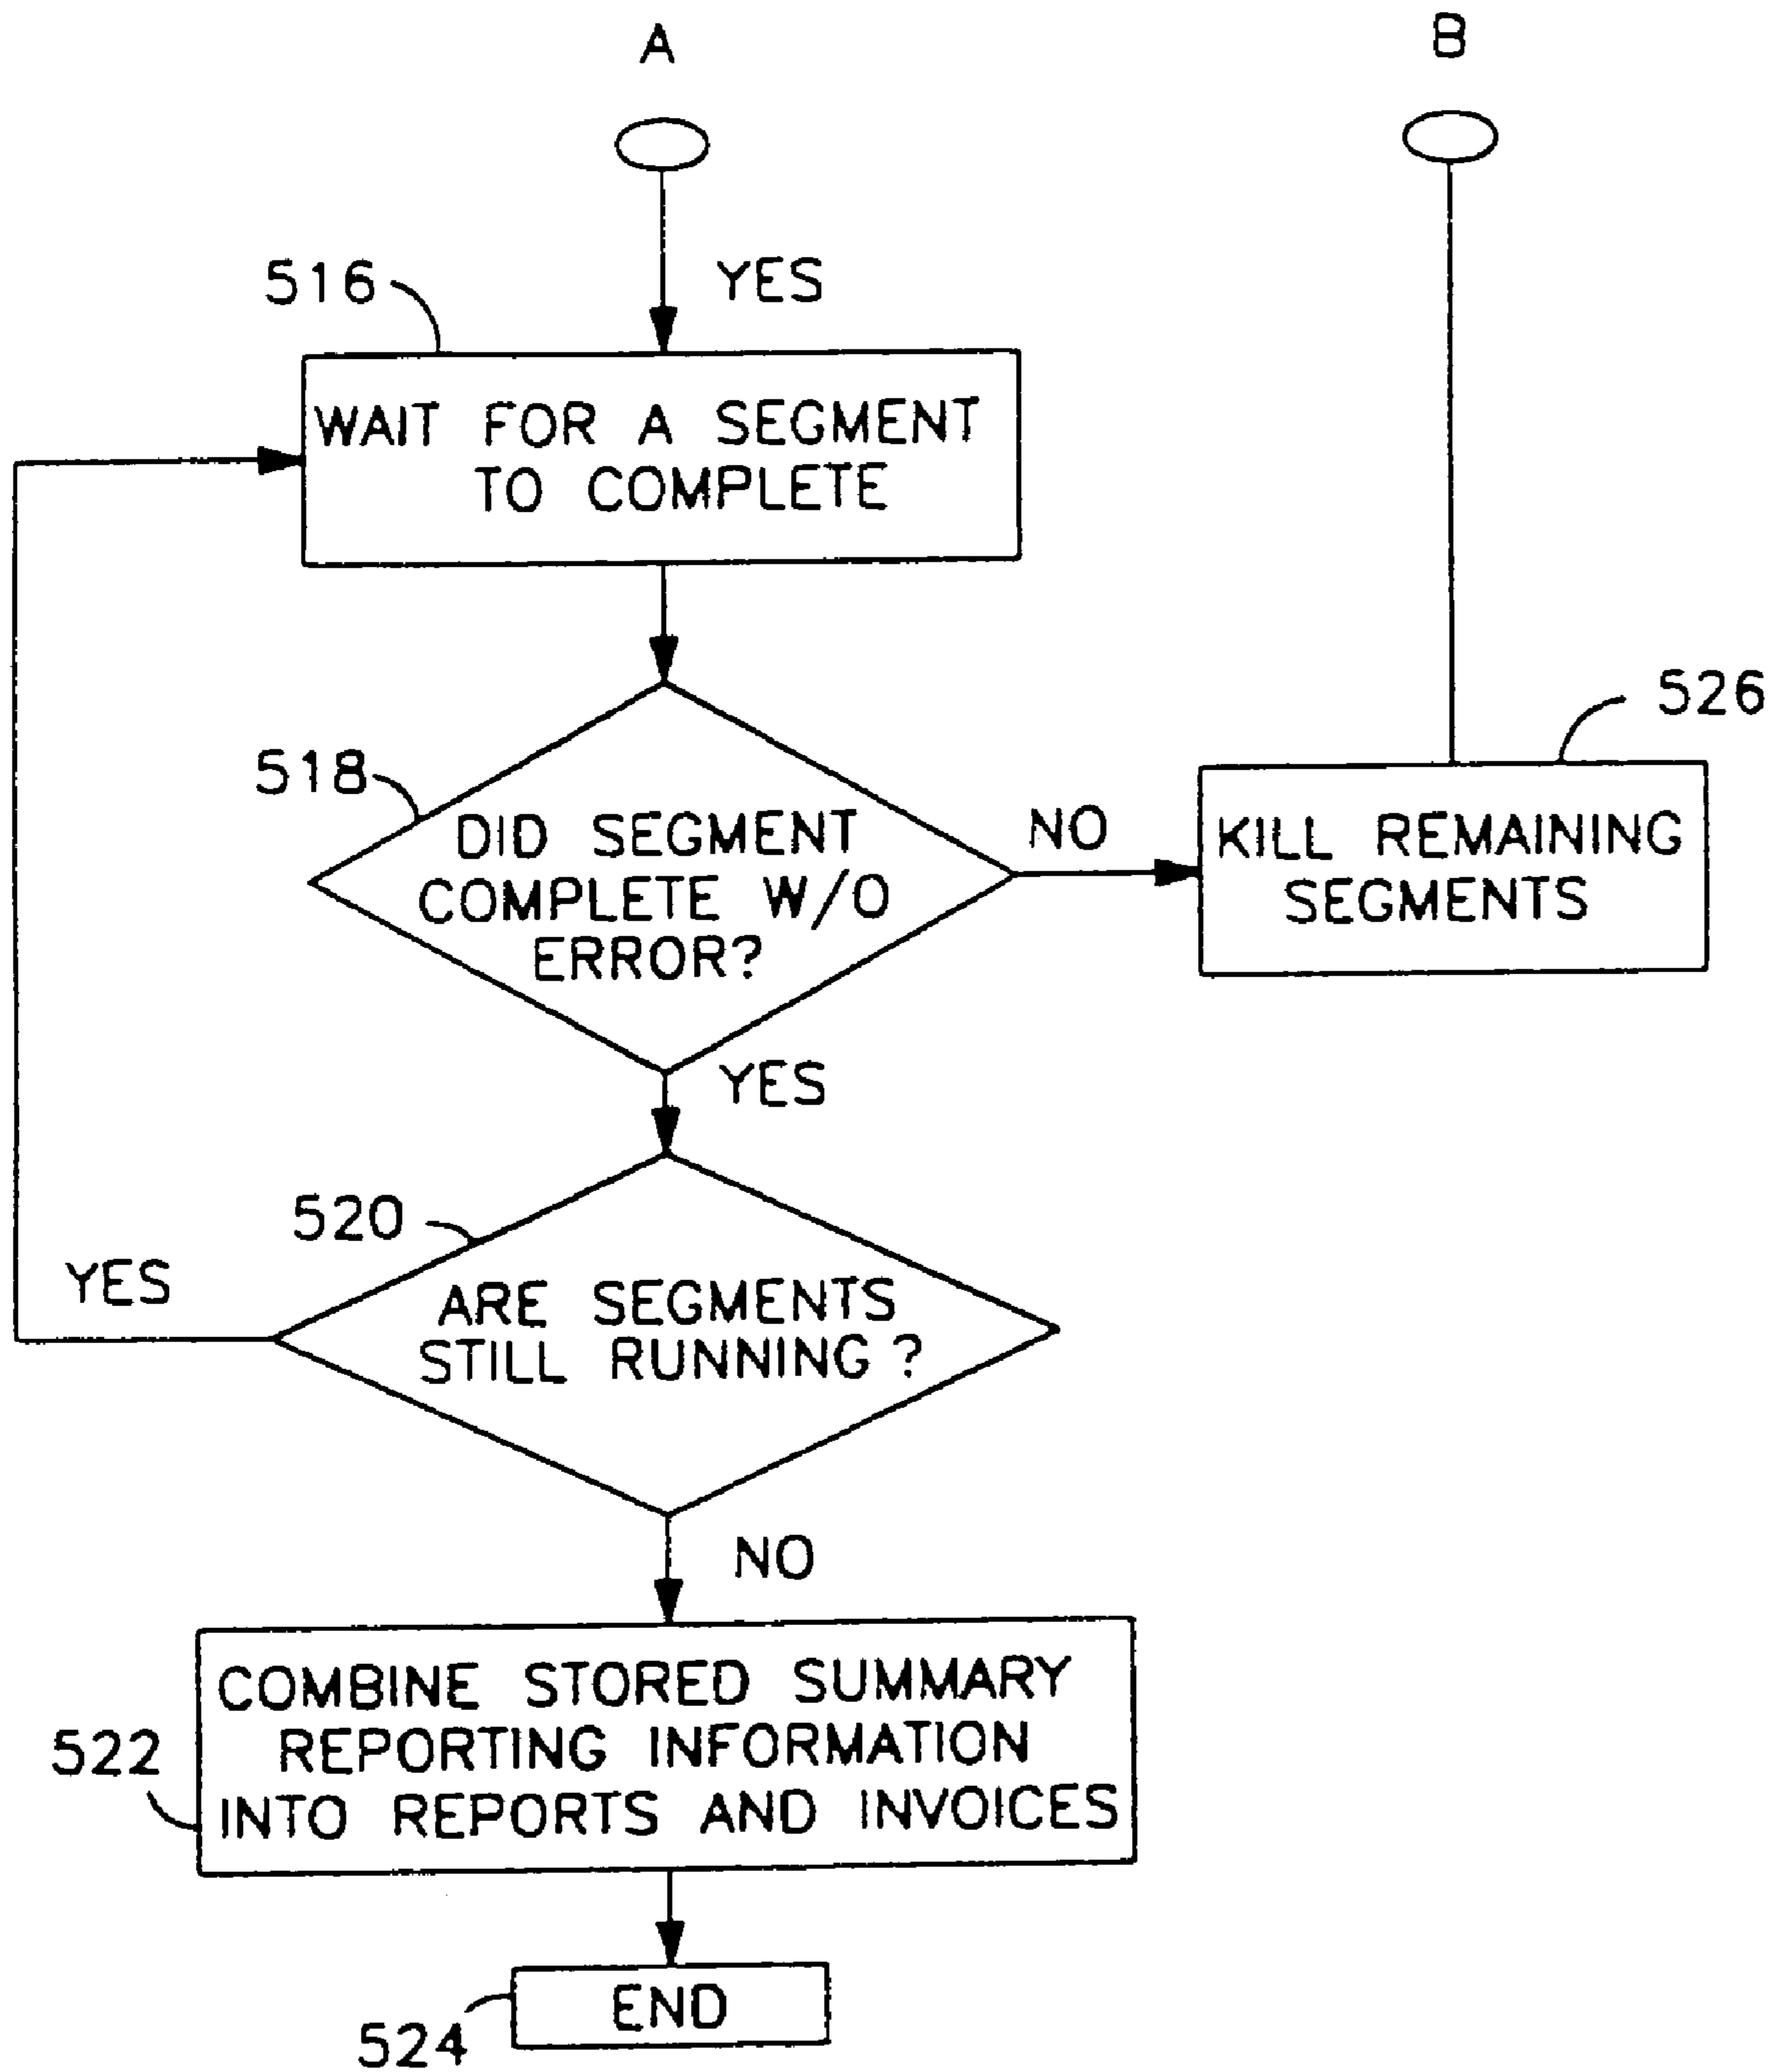 A
B
YES
516
WAIT FOR A SEGMENT
TO COMPLETE
526
518
DID SEGMENT
COMPLETE W/O
ERROR?
NO
KILL REMAINING
SEGMENTS
YES
520
YES
ARE SEGMENTS
STILL RUNNING ?
NO
COMBINE STORED SUMMARY
REPORTING INFORMATION
INTO REPORTS AND INVOICES
522
END
524